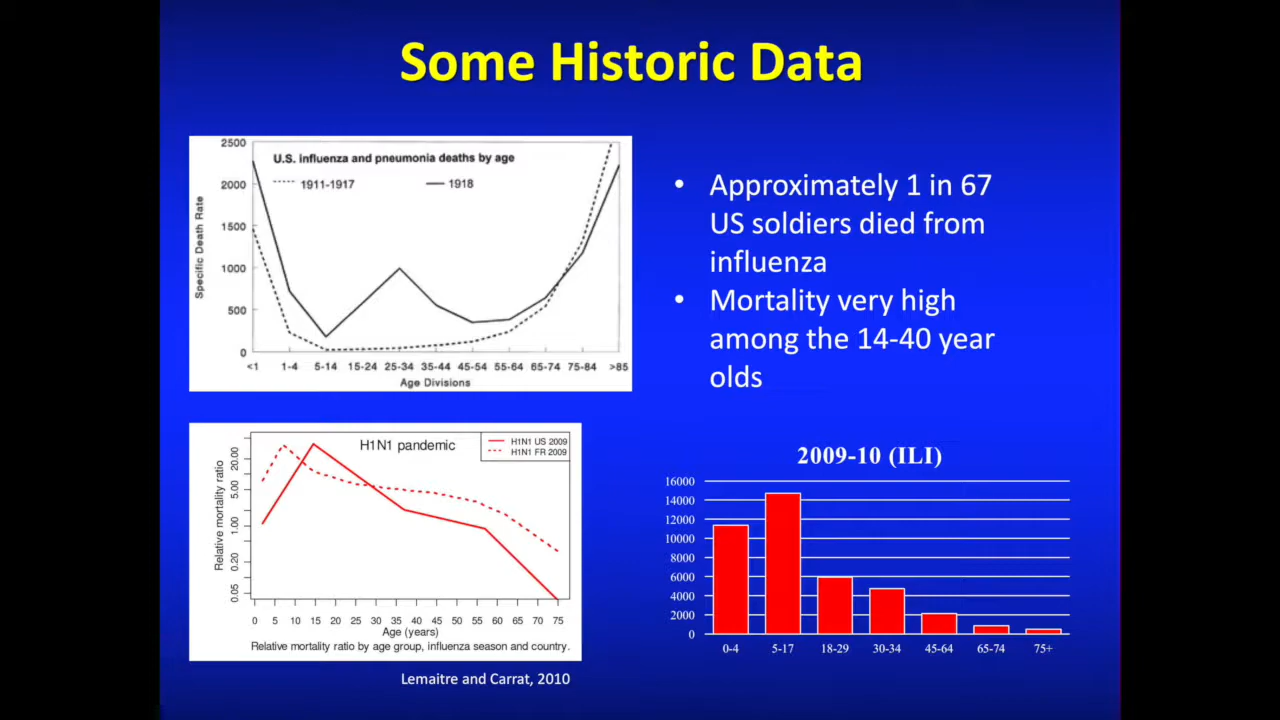 Some Historic Data
U.S. influenza and pneumonia deaths by age
1911-1917
1918
Specific Death Rate
2500
2000
1500
1000
500
0
<1 1-4 5-14 15-24 25-34 35-44 45-54 55-64 65-74 75-84 >85
Age Divisions
• Approximately 1 in 67
US soldiers died from
influenza
• Mortality very high
among the 14-40 year
olds
H1N1 pandemic
H1N1 US 2009
H1N1 FR 2009
Relative mortality ratio
20.00
5.00
1.00
0.20
0.05
0 5 10 15 20 25 30 35 40 45 50 55 60 65 70 75
Age (years)
Relative mortality ratio by age group, influenza season and country.
Lemaitre and Carrat, 2010
2009-10 (ILI)
16000
14000
12000
10000
8000
6000
4000
2000
0
0-4 5-17 18-29 30-34 45-64 65-74 75+